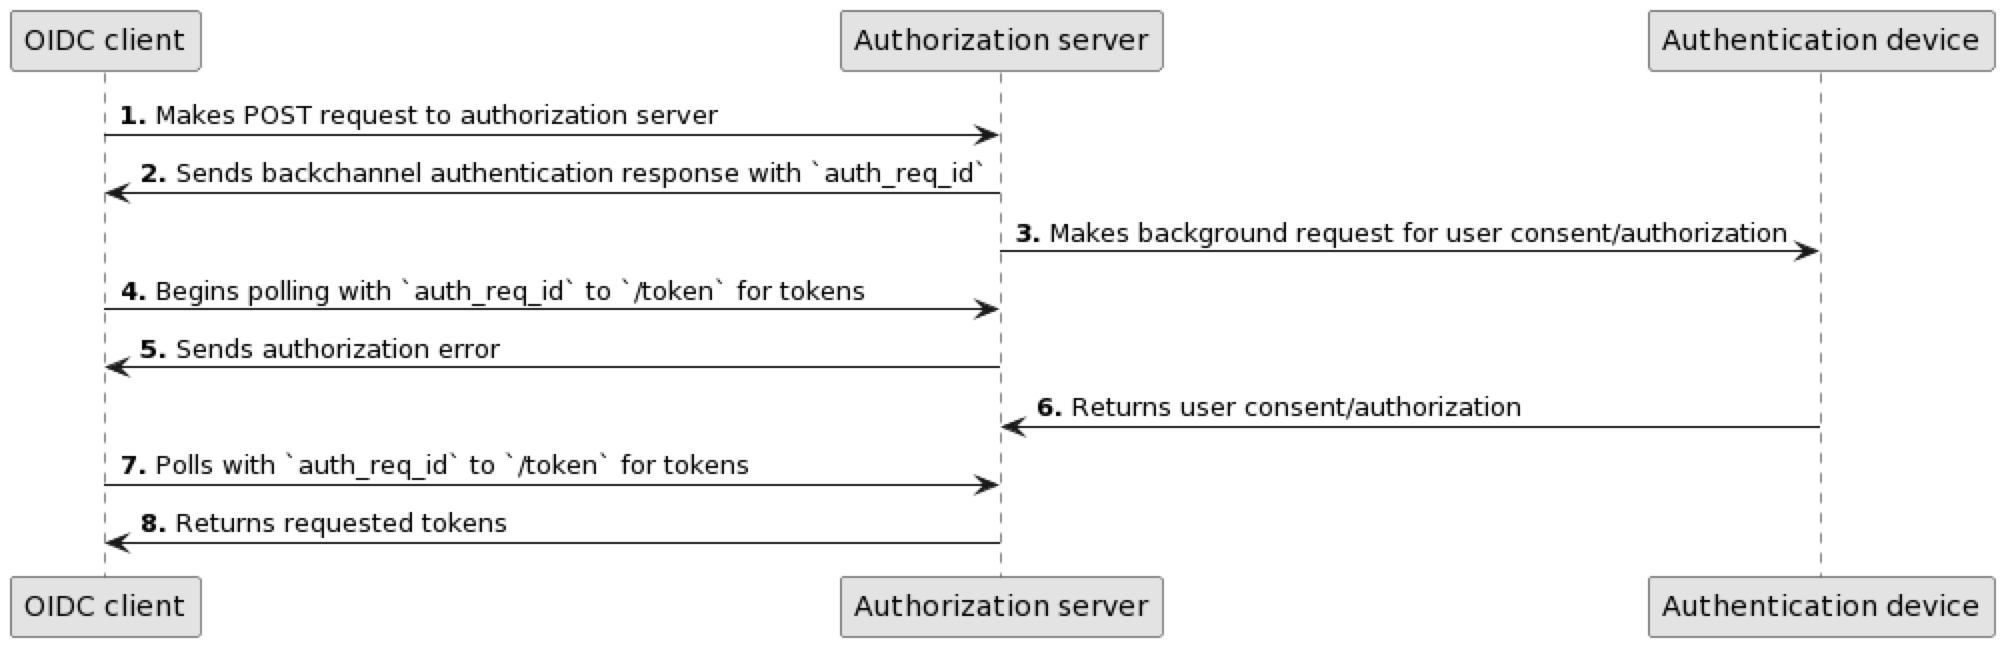 OIDC client
Authorization server
Authentication device
1. Makes POST request to authorization server
2. Sends backchannel authentication response with `auth_req_id`
3. Makes background request for user consent/authorization
4. Begins polling with `auth_req_id` to `/token` for tokens
5. Sends authorization error
6. Returns user consent/authorization
7. Polls with `auth_req_id` to `/token` for tokens
8. Returns requested tokens
OIDC client
Authorization server
Authentication device